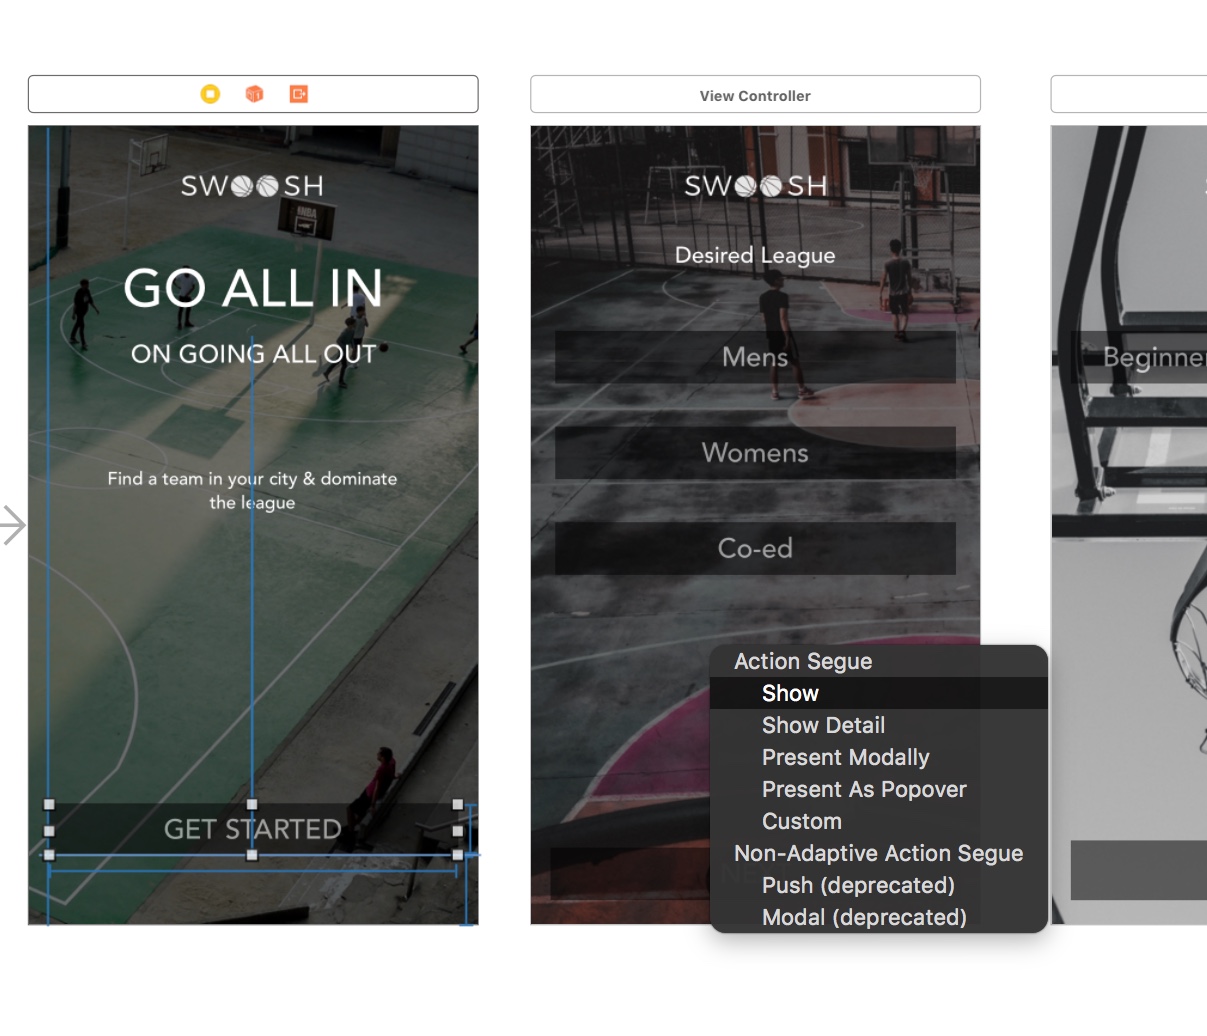 View Controller
SWOOSH
KNBA
GO ALL IN
ON GOING ALL OUT
Find a team in your city & dominate
the league
GET STARTED
SWOOSH
Desired League
Mens
Womens
Co-ed
Action Segue
Show
Show Detail
Present Modally
Present As Popover
Custom
Non-Adaptive Action Segue
Push (deprecated)
Modal (deprecated)
Beginner